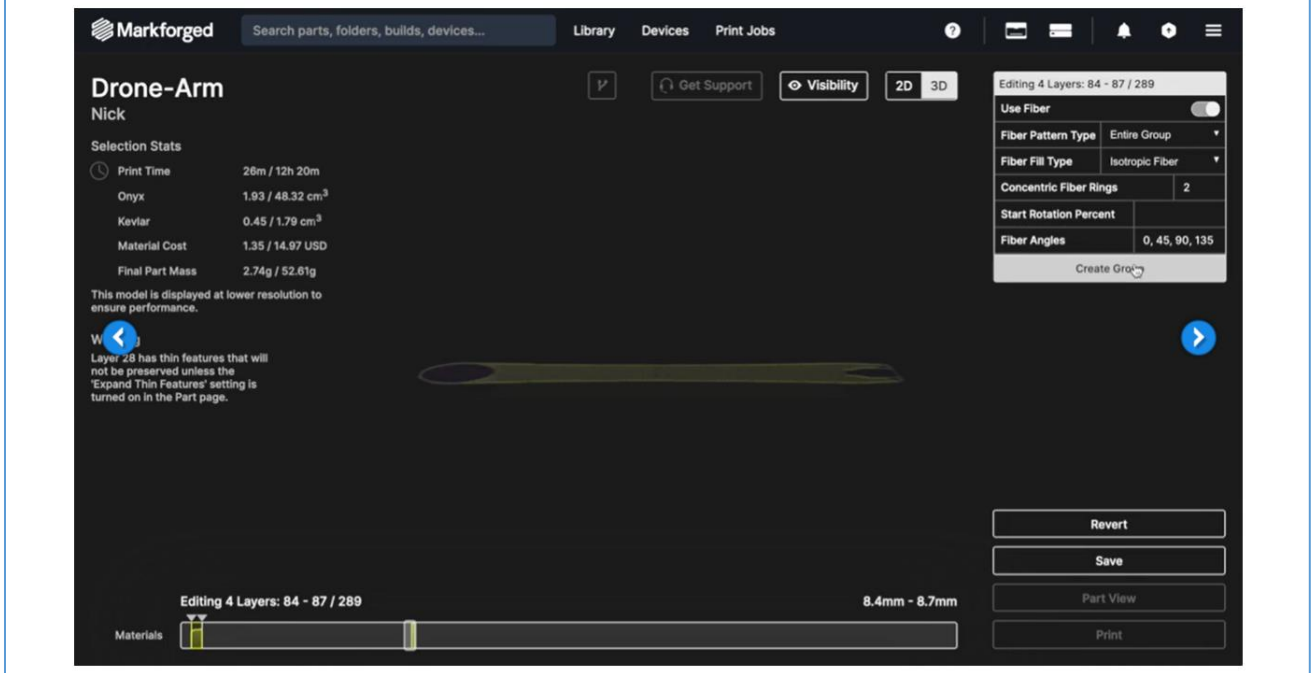 Markforged
Search parts, folders, builds, devices...
Library
Devices
Print Jobs
?
Drone-Arm
Nick
Get Support
Visibility
2D 3D
Selection Stats
Print Time 26m / 12h 20m
Onyx 1.93 / 48.32 cm³
Kevlar 0.45 / 1.79 cm³
Material Cost 1.35 / 14.97 USD
Final Part Mass 2.74g / 52.61g
This model is displayed at lower resolution to
ensure performance.
Layer 28 has thin features that will
not be preserved unless the
'Expand Thin Features' setting is
turned on in the Part page.
Editing 4 Layers: 84 - 87 / 289
Use Fiber
Fiber Pattern Type Entire Group
Fiber Fill Type Isotropic Fiber
Concentric Fiber Rings 2
Start Rotation Percent
Fiber Angles 0, 45, 90, 135
Create Group
Revert
Save
Part View
Print
Editing 4 Layers: 84 - 87 / 289 8.4mm - 8.7mm
Materials